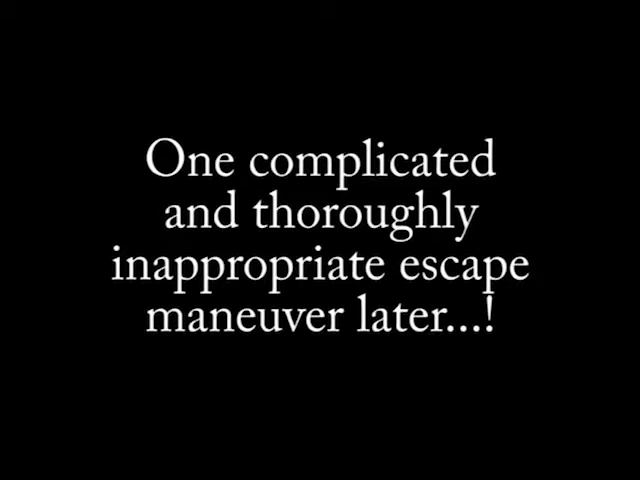 One complicated
and thoroughly
inappropriate escape
maneuver later...!